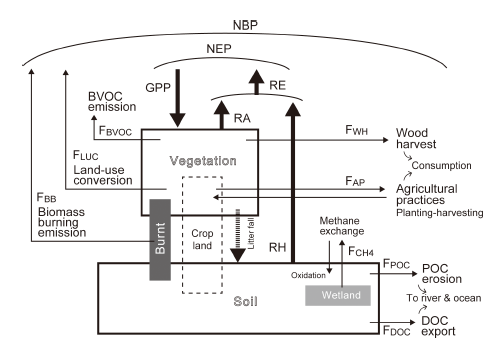 NBP
NEP
GPP
RE
BVOC
emission
RA
FBVOC
FWH
Wood
harvest
Vegetation
Consumption
FLUC
Land-use
conversion
FAP
Agricultural
practices
Planting-harvesting
FBB
Biomass
burning
emission
Burnt
Crop
land
Litter fall
RH
Methane
exchange
FCH4
Oxidation
FPOC
POC
erosion
Wetland
Soil
To river & ocean
FDOC
DOC
export